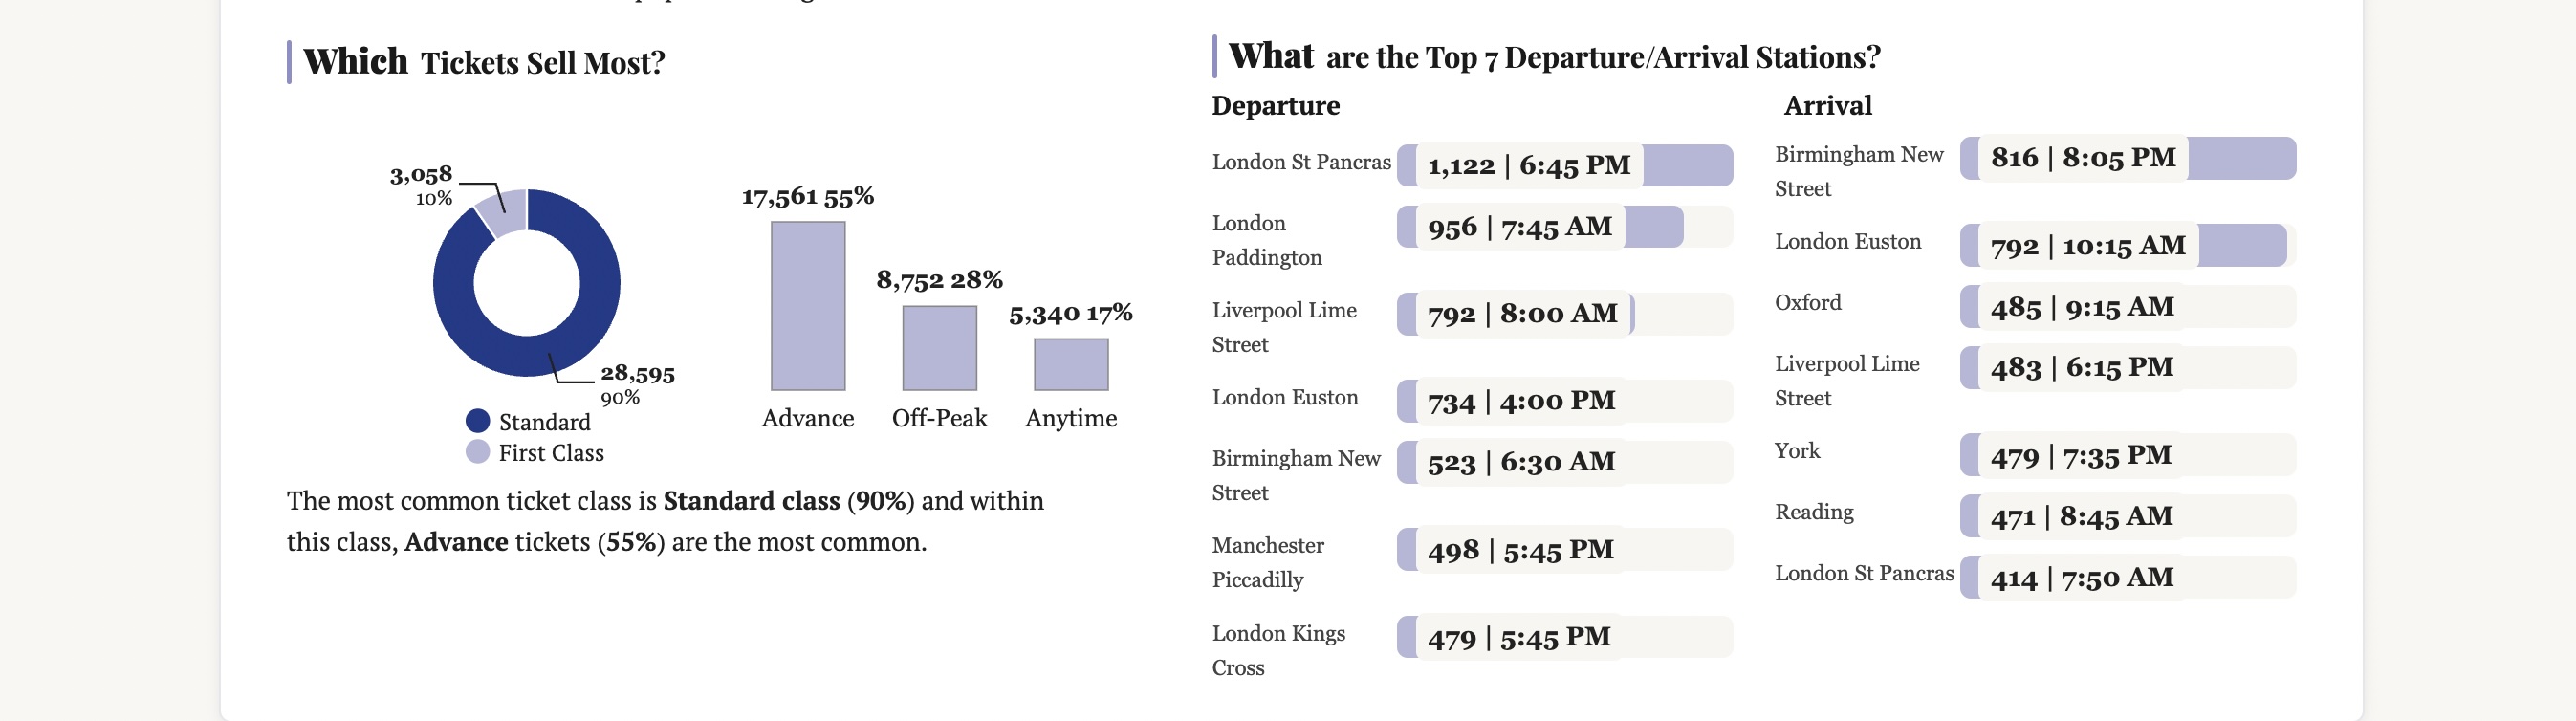 Which Tickets Sell Most?
3,058
10%
28,595
90%
Standard
First Class
17,561 55%
8,752 28%
5,340 17%
Advance
Off-Peak
Anytime
The most common ticket class is Standard class (90%) and within
this class, Advance tickets (55%) are the most common.
What are the Top 7 Departure/Arrival Stations?
Departure
London St Pancras
1,122 | 6:45 PM
London
Paddington
956 | 7:45 AM
Liverpool Lime
Street
792 | 8:00 AM
London Euston
734 | 4:00 PM
Birmingham New
Street
523 | 6:30 AM
Manchester
Piccadilly
498 | 5:45 PM
London Kings
Cross
479 | 5:45 PM
Arrival
Birmingham New
Street
816 | 8:05 PM
London Euston
792 | 10:15 AM
Oxford
485 | 9:15 AM
Liverpool Lime
Street
483 | 6:15 PM
York
479 | 7:35 PM
Reading
471 | 8:45 AM
London St Pancras
414 | 7:50 AM